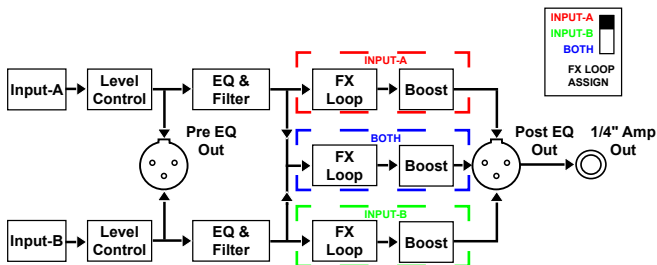 INPUT-A
INPUT-B
BOTH
FX LOOP
ASSIGN
INPUT-A
Input-A
Level
Control
EQ &
Filter
FX
Loop
Boost
Pre EQ
Out
BOTH
FX
Loop
Boost
Post EQ
Out
1/4" Amp
Out
INPUT-B
Input-B
Level
Control
EQ &
Filter
FX
Loop
Boost